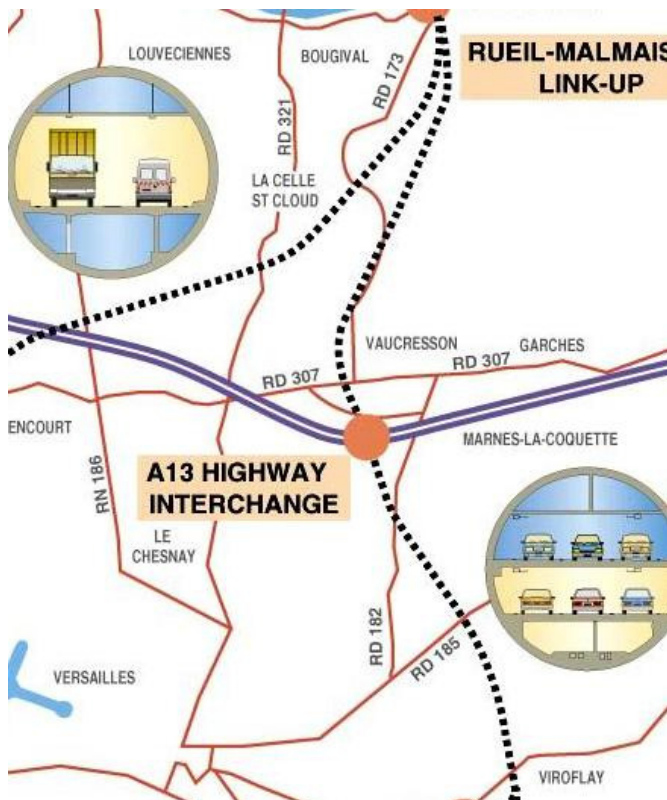 LOUVECIENNES
BOUGIVAL
RD 173
RUEIL-MALMAIS
LINK-UP
RD 321
LA CELLE
ST CLOUD
VAUCRESSON
GARCHES
RD 307
RD 307
ENCOURT
MARNES-LA-COQUETTE
A13 HIGHWAY
INTERCHANGE
RN 186
LE
CHESNAY
RD 182
RD 185
VERSAILLES
VIROFLAY